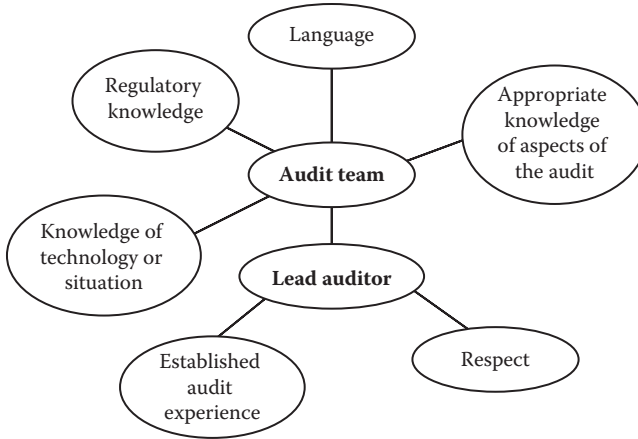 Language
Regulatory
knowledge
Appropriate
knowledge
of aspects of
the audit
Audit team
Knowledge of
technology or
situation
Lead auditor
Established
audit
experience
Respect